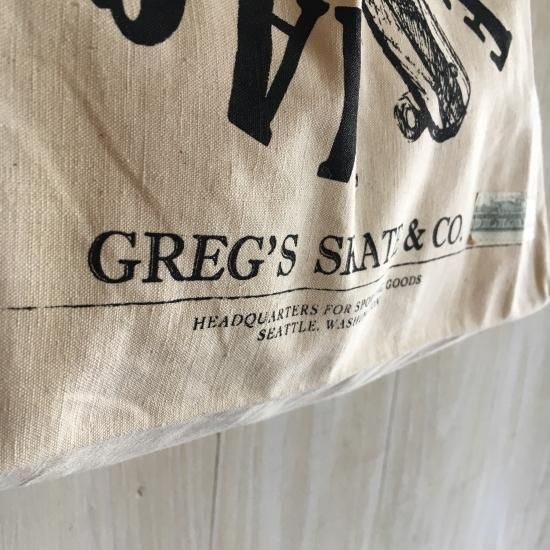 GREG'S SKATE & CO.
HEADQUARTERS FOR GOODS
SEATTLE,